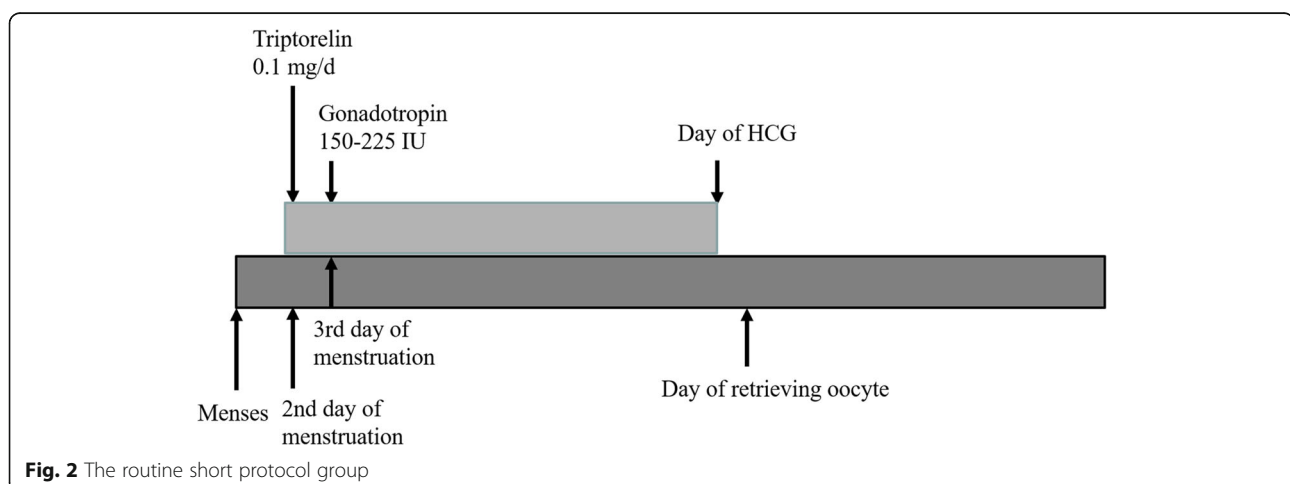 Triptorelin
0.1 mg/d
Gonadotropin
150-225 IU
Day of HCG
3rd day of
menstruation
Day of retrieving oocyte
Menses
2nd day of
menstruation
Fig. 2 The routine short protocol group